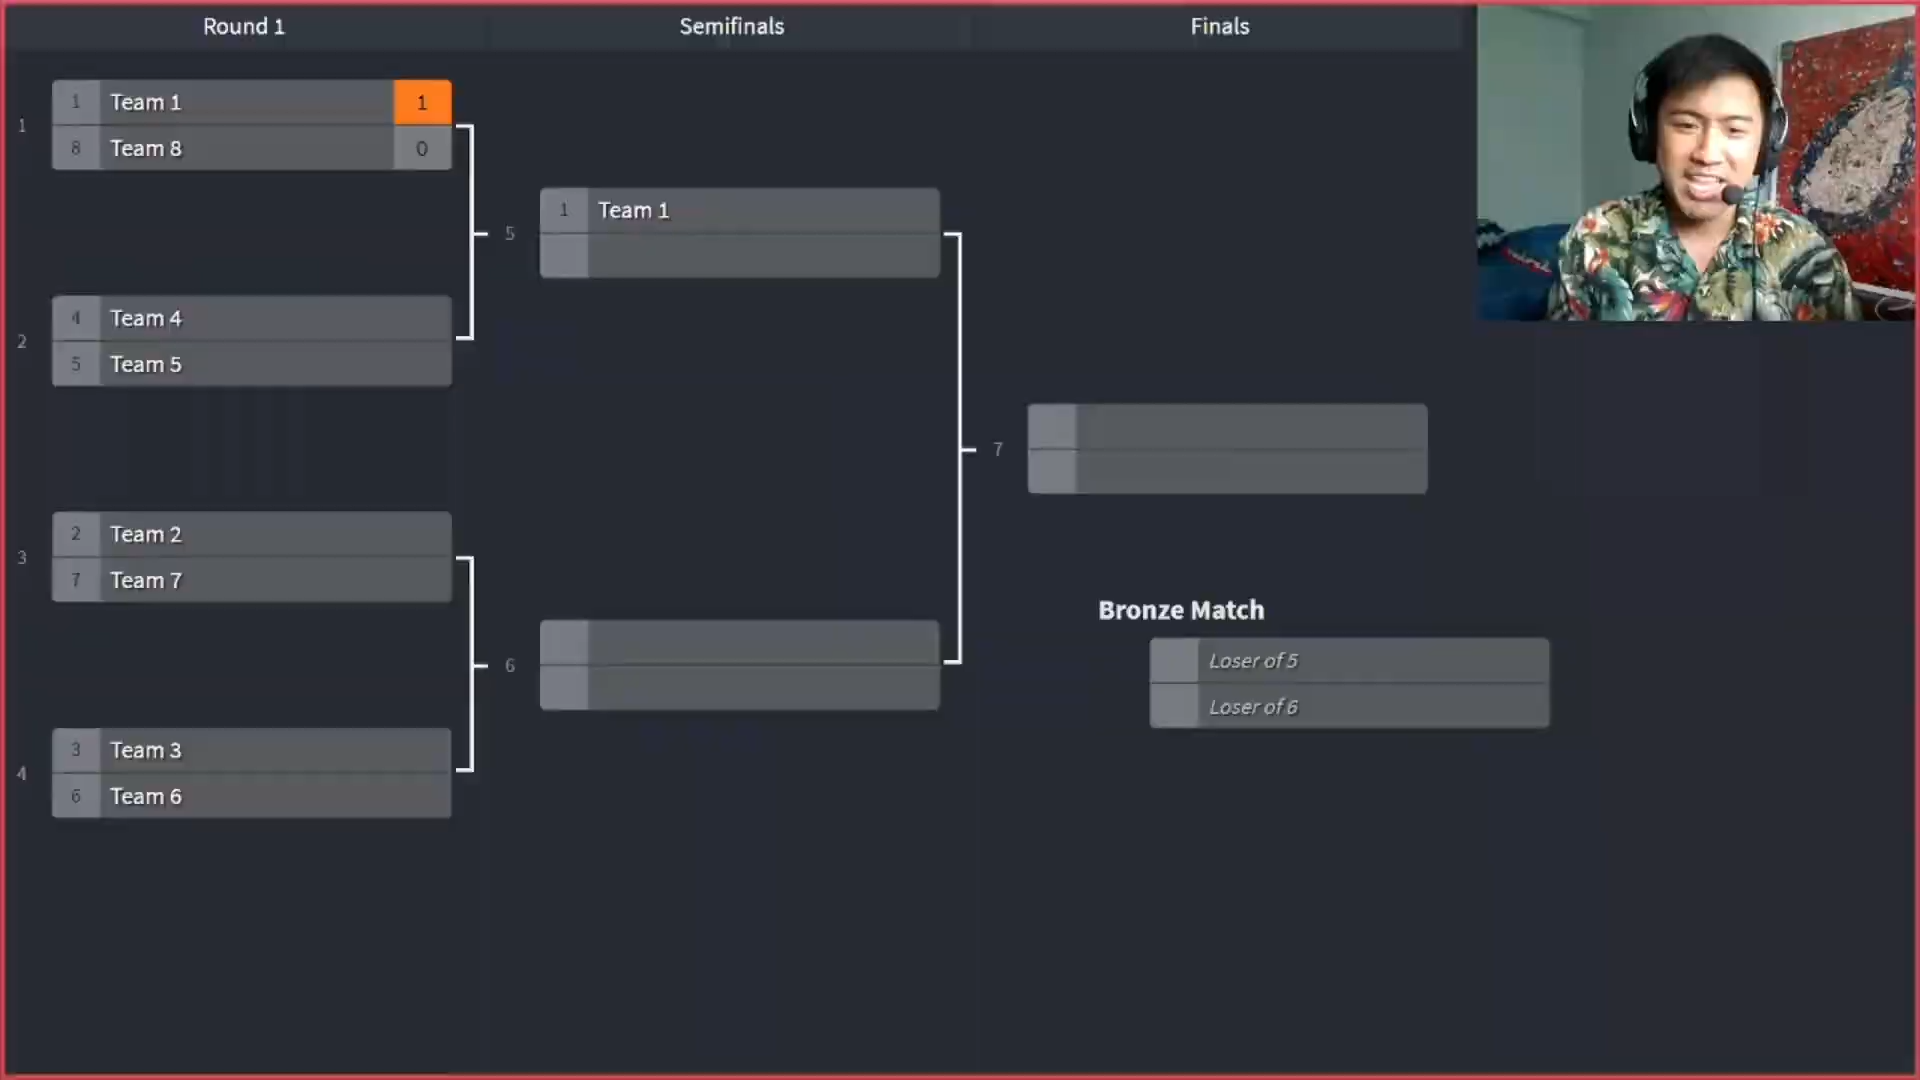 Round 1
Semifinals
Finals
1
1 Team 1 1
8 Team 8 0
5
1 Team 1
2
4 Team 4
5 Team 5
7
3
2 Team 2
7 Team 7
Bronze Match
Loser of 5
Loser of 6
6
4
3 Team 3
6 Team 6